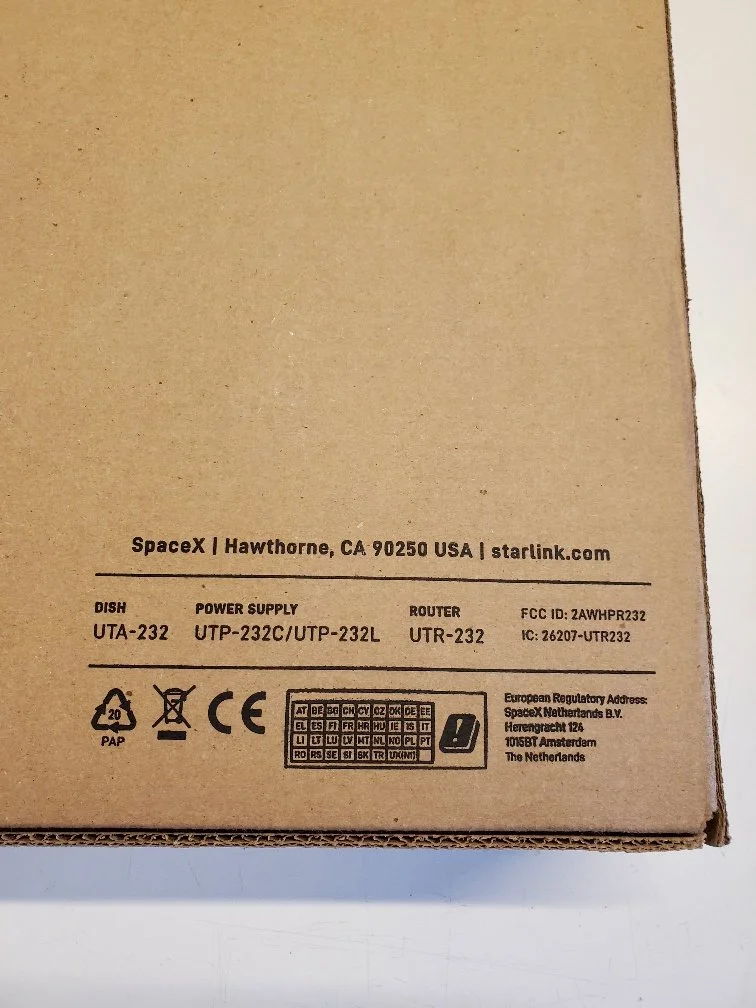 SpaceX | Hawthorne, CA 90250 USA | starlink.com
DISH POWER SUPPLY ROUTER FCC ID: 2AWHPR232
UTA-232 UTP-232C/UTP-232L UTR-232 IC: 26207-UTR232
20
PAP
CE
AT BE BG CH CY CZ DK DE EE
EL ES FI FR HR HU IE IS IT
LI LT LU LV MT NL NO PL PT
RO RS SE SI SK TR UK(NI)
European Regulatory Address:
SpaceX Netherlands B.V.
Herengracht 124
1015BT Amsterdam
The Netherlands